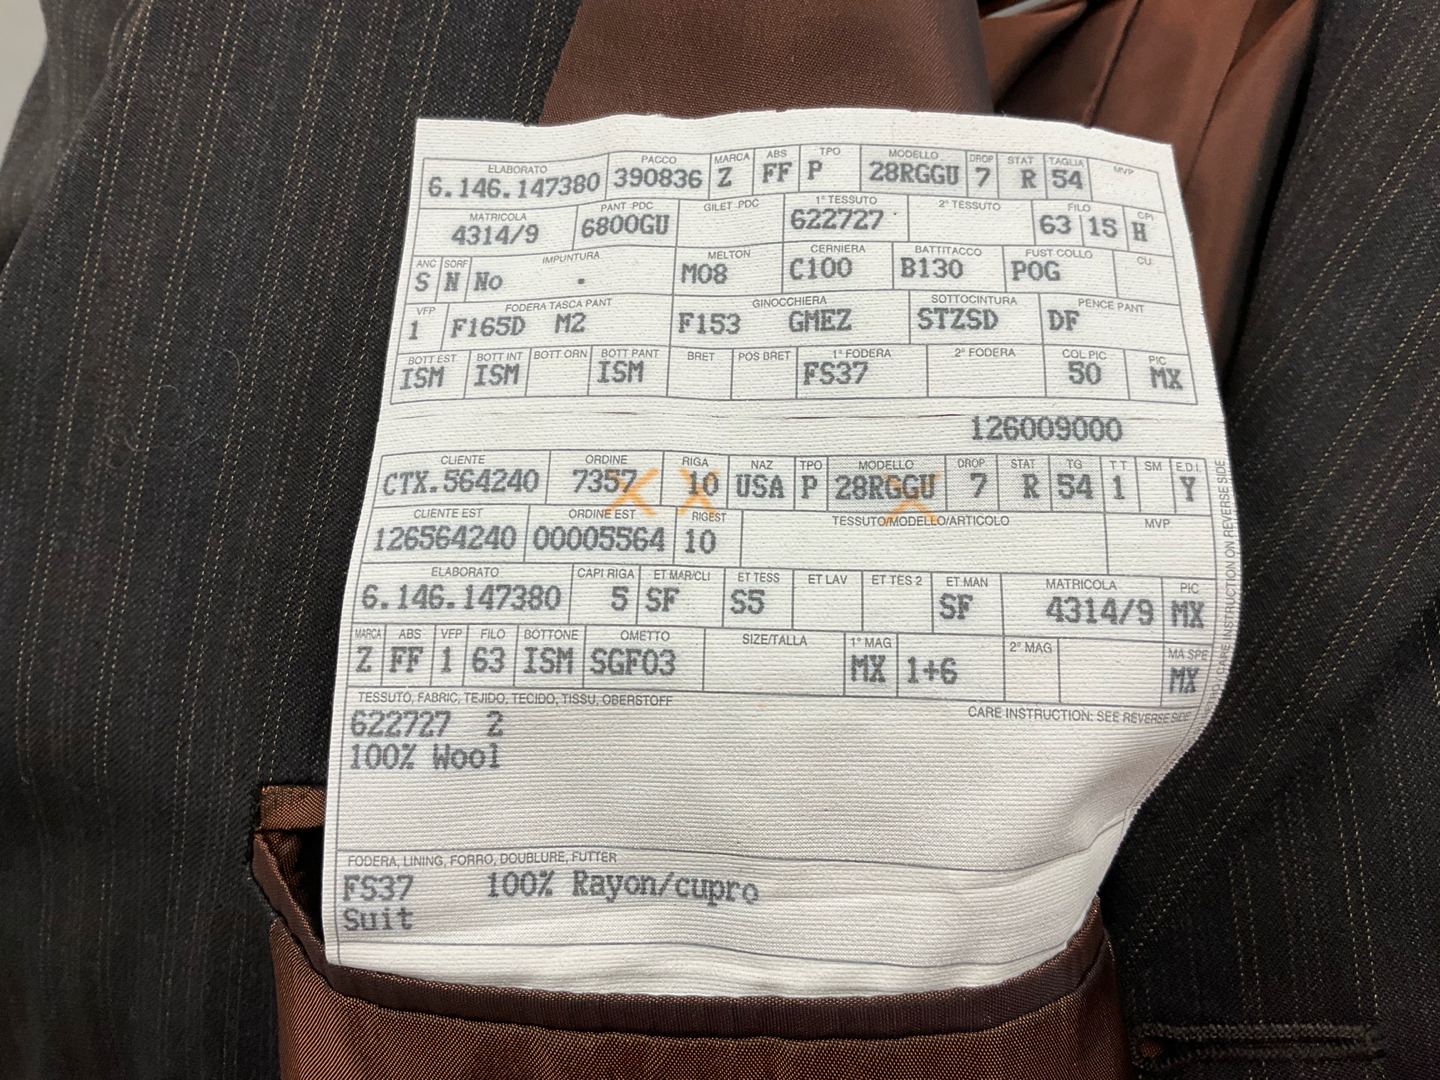 ELABORATO PACCO MARCA ABS TPO MODELLO DROP STAT TAGLIA MVP
6.146.147380 390836 Z FF P 28RGGU 7 R 54
MATRICOLA PANT .PDC GILET .PDC 1° TESSUTO 2° TESSUTO FILO CPI
4314/9 6800GU 622727 63 15 H
ANC SORF IMPUNTURA MELTON CERNIERA BATTITACCO FUST COLLO CU
S N No . M08 C100 B130 POG
VFP FODERA TASCA PANT GINOCCHIERA SOTTOCINTURA PENCE PANT
1 F165D M2 F153 GMEZ STZSD DF
BOTT EST. BOTT INT BOTT ORN BOTT PANT BRET POS BRET 1° FODERA 2° FODERA COL PIC PIC
ISM ISM ISM FS37 50 MX
126009000
CLIENTE ORDINE RIGA NAZ TPO MODELLO DROP STAT TG T T SM E.D.I.
CTX.564240 7357 10 USA P 28RGGU 7 R 54 1 Y
CLIENTE EST ORDINE EST RIGEST TESSUTO/MODELLO/ARTICOLO MVP
126564240 00005564 10
ELABORATO CAPI RIGA ET MAR/CLI ET TESS ET LAV ET TES 2 ET MAN MATRICOLA PIC
6.146.147380 5 SF S5 SF 4314/9 MX
MARCA ABS VFP FILO BOTTONE OMETTO SIZE/TALLA 1° MAG 2° MAG MA SPE
Z FF 1 63 ISM SGF03 MX 1+6 MX
TESSUTO, FABRIC, TEJIDO, TECIDO, TISSU, OBERSTOFF
CARE INSTRUCTION: SEE REVERSE SIDE
622727 2
100% Wool
FODERA, LINING, FORRO, DOUBLURE, FUTTER
FS37 100% Rayon/cupro
Suit
CARE INSTRUCTION ON REVERSE SIDE